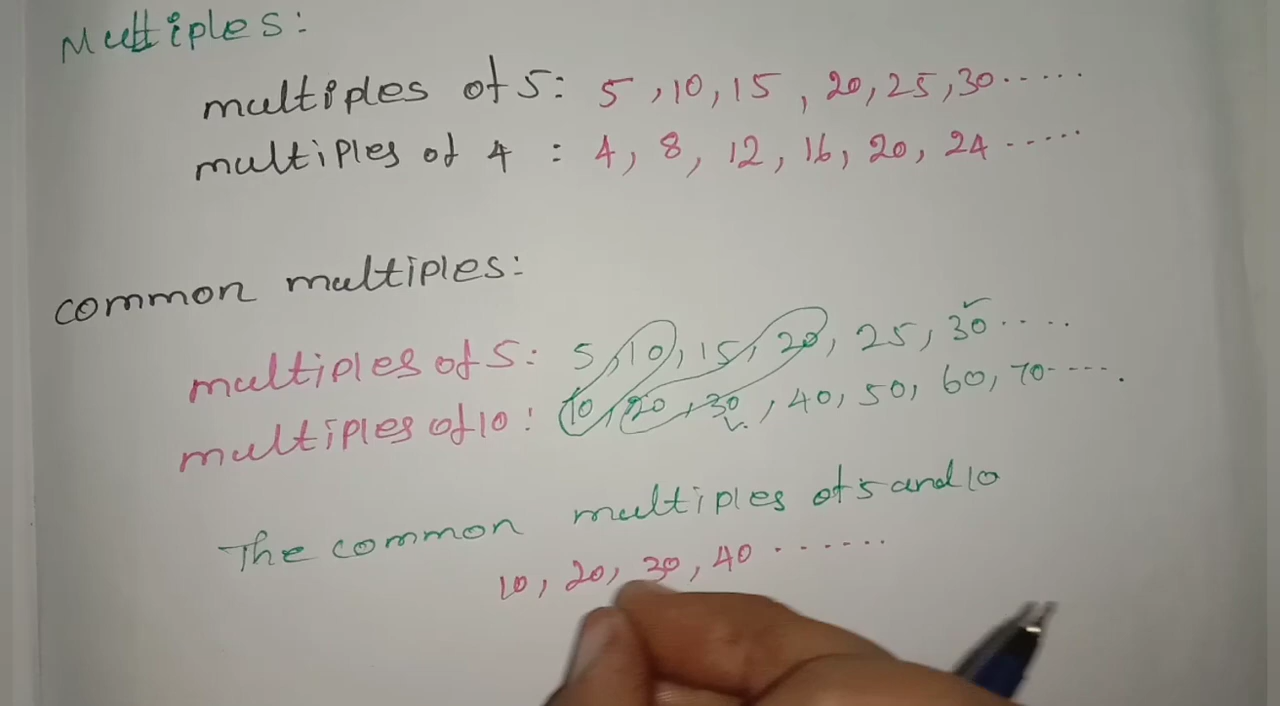 Multiples:
multiples of 5: 5, 10, 15, 20, 25, 30.....
multiples of 4 : 4, 8, 12, 16, 20, 24.....
common multiples:
multiples of 5: 5, 10, 15, 20, 25, 30....
multiples of 10: 10, 20, 30, 40, 50, 60, 70.....
The common multiples of 5 and 10
10, 20, 30, 40.......